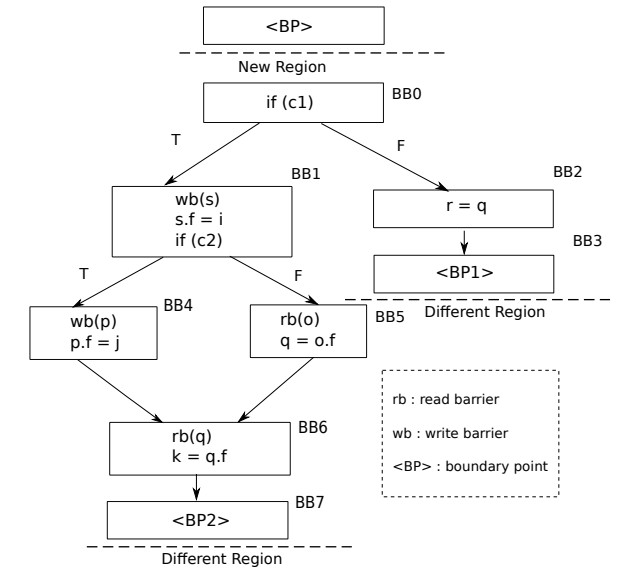 <BP>
New Region
if (c1)
BB0
T
F
BB1
wb(s)
s.f = i
if (c2)
BB2
r = q
BB3
<BP1>
Different Region
T
F
BB4
wb(p)
p.f = j
BB5
rb(o)
q = o.f
rb : read barrier
wb : write barrier
<BP> : boundary point
BB6
rb(q)
k = q.f
BB7
<BP2>
Different Region